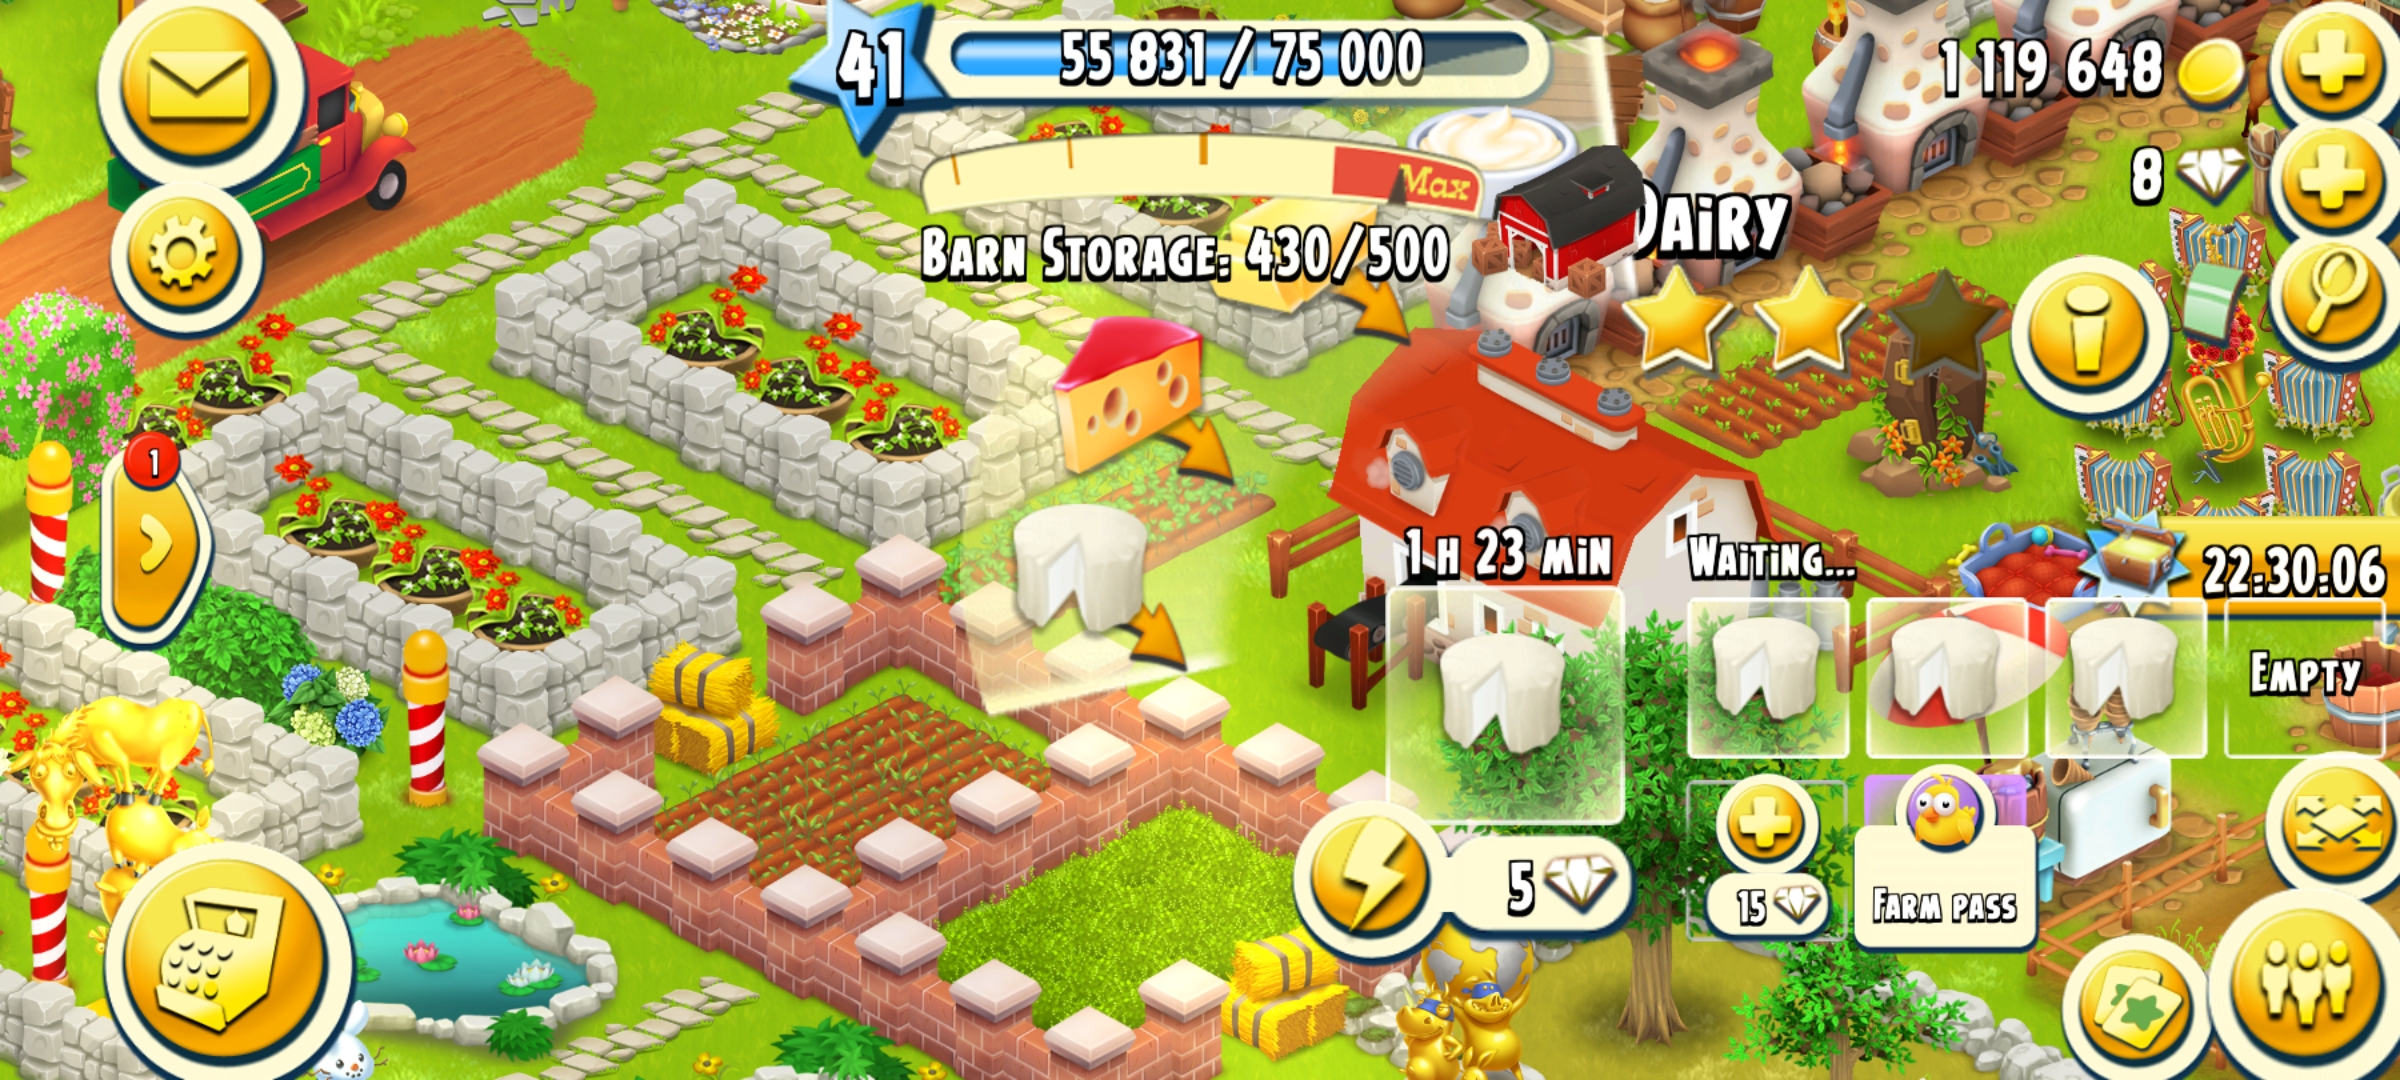 41
55 831 / 75 000
1 119 648
8
Max
Barn Storage: 430/500
Dairy
1
1 h 23 min
Waiting...
22:30:06
Empty
5
15
Farm pass